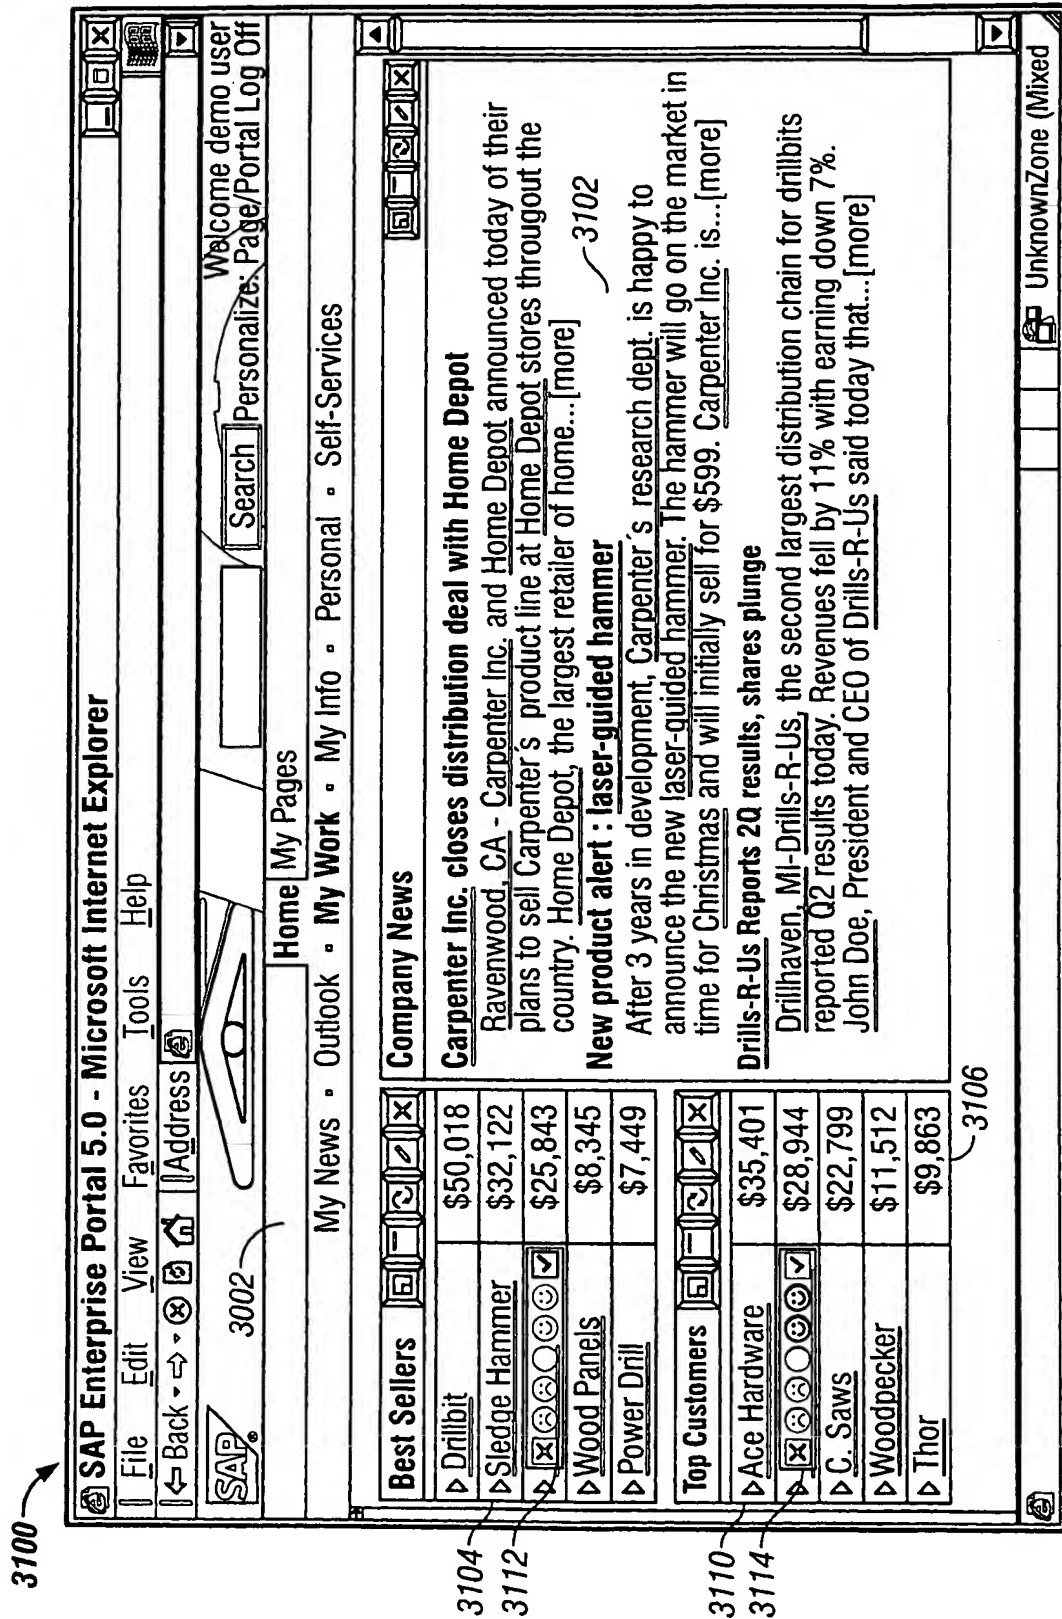 3100
SAP Enterprise Portal 5.0 - Microsoft Internet Explorer
File Edit View Favorites Tools Help
Back Address
SAP ®
3002
Search
Welcome demo user
Personalize: Page/Portal Log Off
Home My Pages
My News Outlook My Work My Info Personal Self-Services
Best Sellers
Drillbit $50,018
Sledge Hammer $32,122
$25,843
Wood Panels $8,345
Power Drill $7,449
Top Customers
Ace Hardware $35,401
$28,944
C. Saws $22,799
Woodpecker $11,512
Thor $9,863
3104
3112
3110
3114
3106
Company News
Carpenter Inc. closes distribution deal with Home Depot
Ravenwood, CA - Carpenter Inc. and Home Depot announced today of their
plans to sell Carpenter´s product line at Home Depot stores througout the
country. Home Depot, the largest retailer of home...[more]
3102
New product alert : laser-guided hammer
After 3 years in development, Carpenter´s research dept. is happy to
announce the new laser-guided hammer. The hammer will go on the market in
time for Christmas and will initially sell for $599. Carpenter Inc. is...[more]
Drills-R-Us Reports 2Q results, shares plunge
Drillhaven, MI-Drills-R-Us, the second largest distribution chain for drillbits
reported Q2 results today. Revenues fell by 11% with earning down 7%.
John Doe, President and CEO of Drills-R-Us said today that...[more]
UnknownZone (Mixed